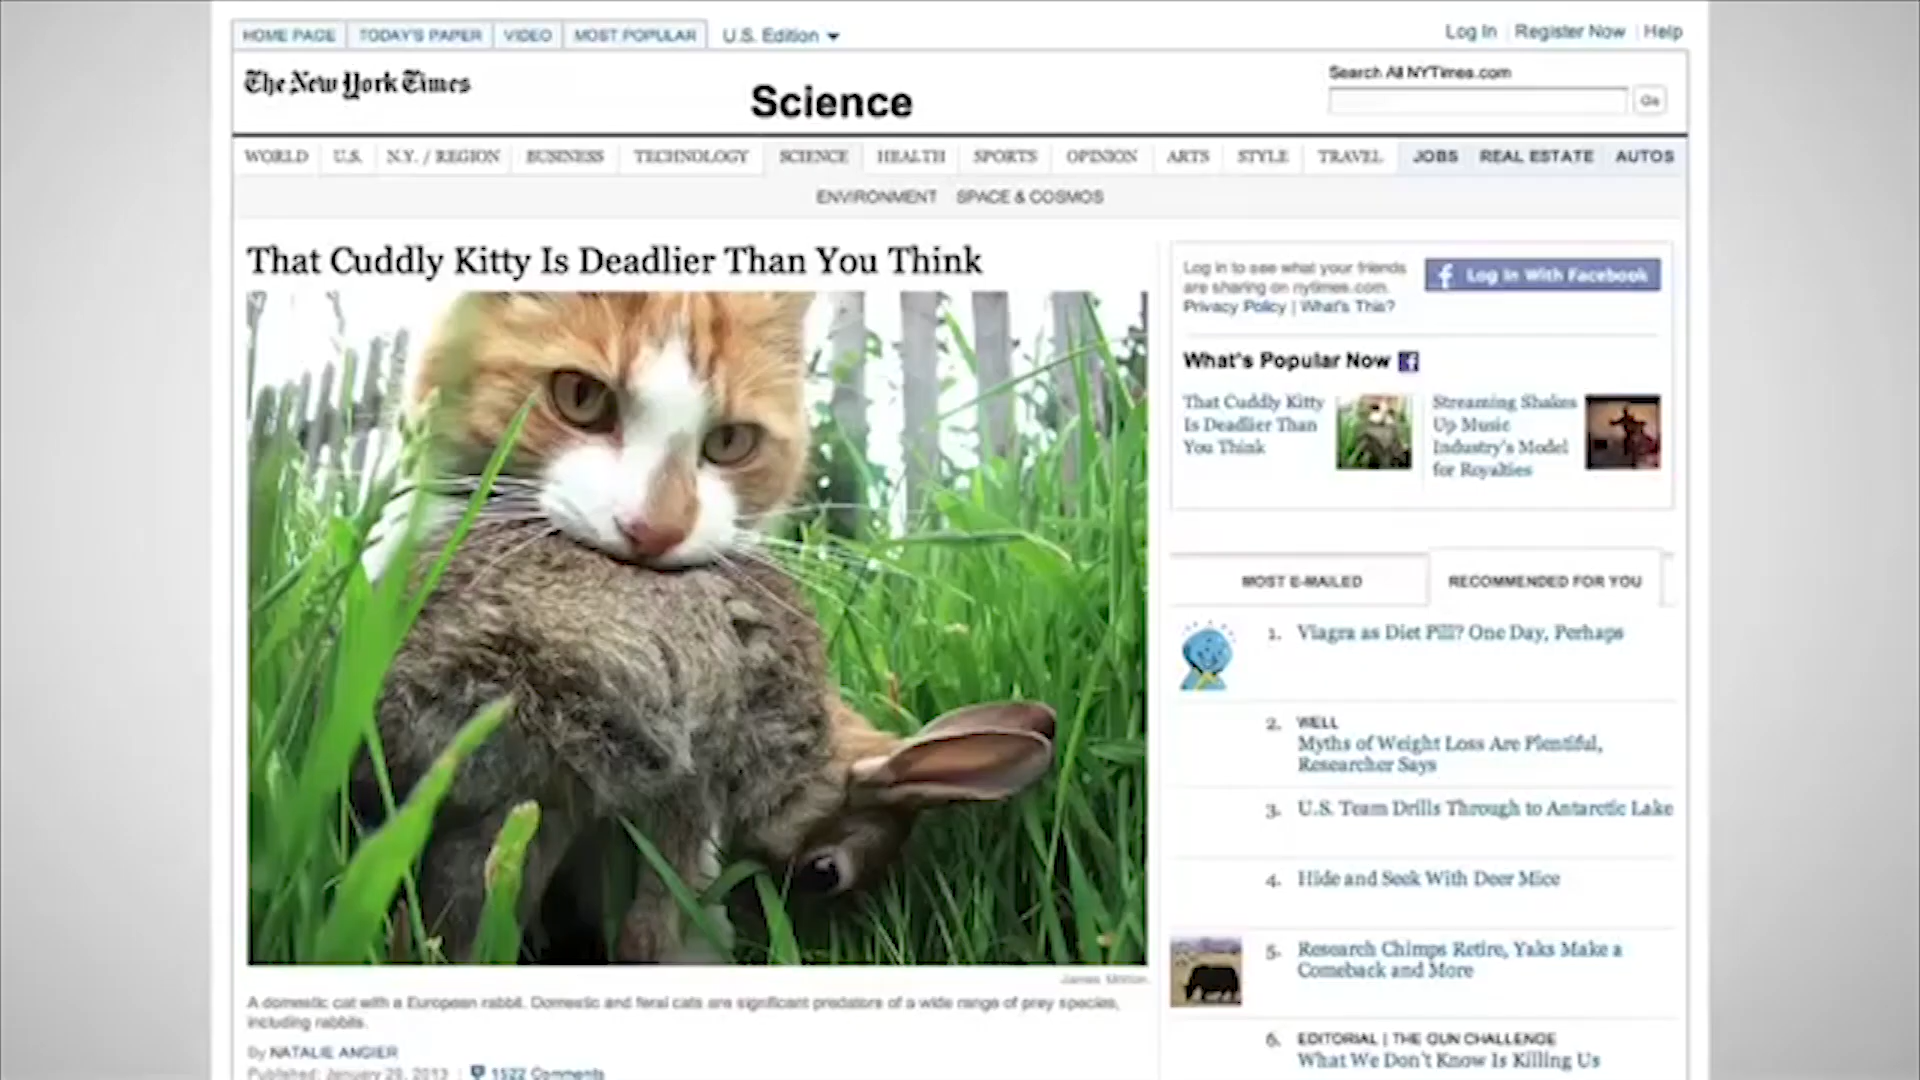 HOME PAGE TODAY'S PAPER VIDEO MOST POPULAR U.S. Edition
Log In Register Now Help
The New York Times
Science
Search All NYTimes.com
Go
WORLD U.S. N.Y. / REGION BUSINESS TECHNOLOGY SCIENCE HEALTH SPORTS OPINION ARTS STYLE TRAVEL JOBS REAL ESTATE AUTOS
ENVIRONMENT SPACE & COSMOS
That Cuddly Kitty Is Deadlier Than You Think
A domestic cat with a European rabbit. Domestic and feral cats are significant predators of a wide range of prey species,
including rabbits.
By NATALIE ANGIER
Published: January 29, 2013 1522 Comments
Log in to see what your friends
are sharing on nytimes.com.
Privacy Policy | What's This?
f Log In With Facebook
What's Popular Now f
That Cuddly Kitty
Is Deadlier Than
You Think
Streaming Shakes
Up Music
Industry's Model
for Royalties
MOST E-MAILED RECOMMENDED FOR YOU
1. Viagra as Diet Pill? One Day, Perhaps
2. WELL
Myths of Weight Loss Are Plentiful,
Researcher Says
3. U.S. Team Drills Through to Antarctic Lake
4. Hide and Seek With Deer Mice
5. Research Chimps Retire, Yaks Make a
Comeback and More
6. EDITORIAL | THE GUN CHALLENGE
What We Don't Know Is Killing Us